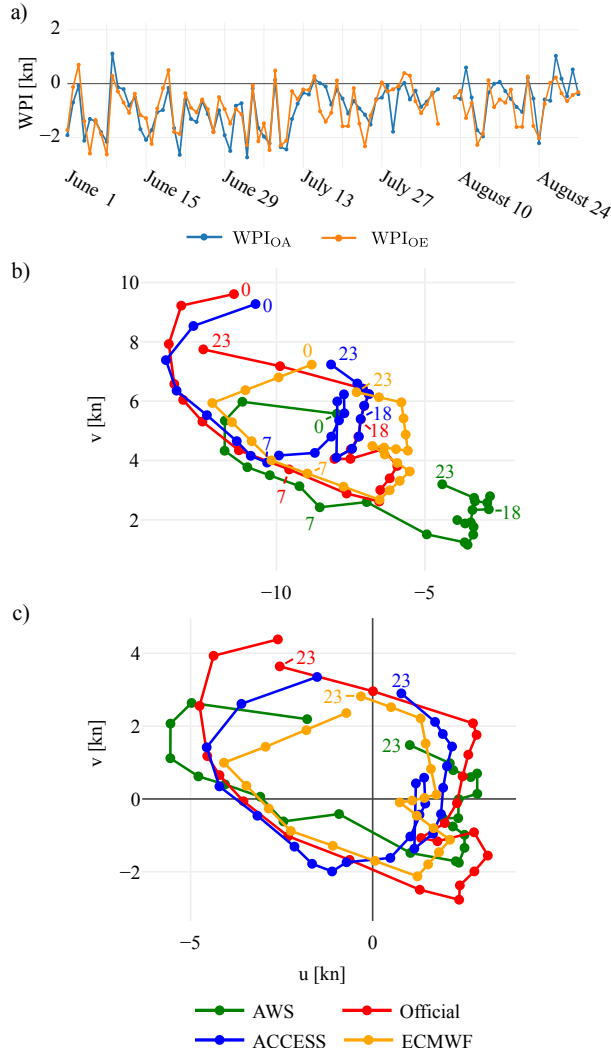 a)
2
0
−2
WPI [kn]
June 1
June 15
June 29
July 13
July 27
August 10
August 24
WPI_OA
WPI_OE
b)
10
8
6
4
2
v [kn]
0
0
23
0
23
23
0
18
18
7
7
7
7
23
18
−10
−5
c)
4
2
0
−2
v [kn]
23
23
23
23
−5
0
u [kn]
AWS
Official
ACCESS
ECMWF